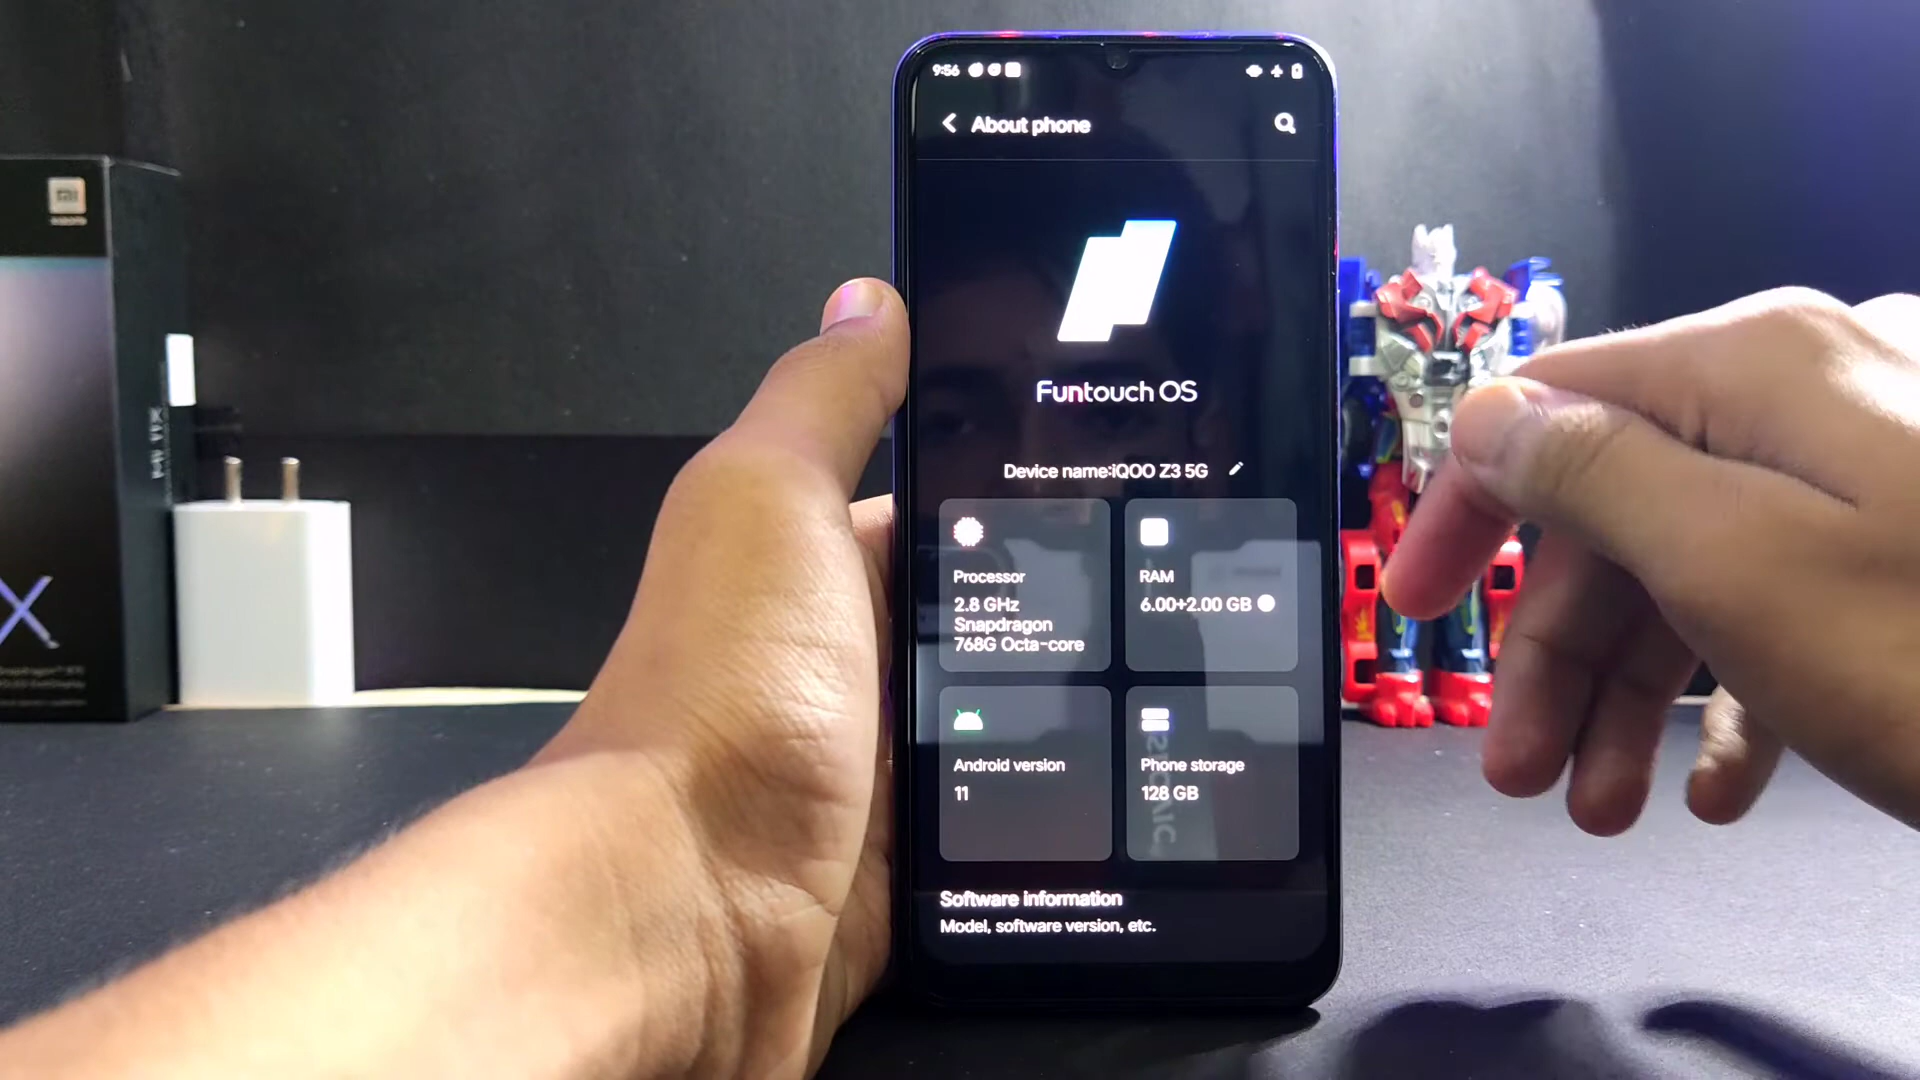 9:56
About phone
Funtouch OS
Device name:iQOO Z3 5G
Processor
2.8 GHz
Snapdragon
768G Octa-core
RAM
6.00+2.00 GB
Android version
11
Phone storage
128 GB
Software information
Model, software version, etc.
mi
X